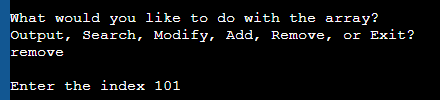 What would you like to do with the array?
Output, Search, Modify, Add, Remove, or Exit?
remove
Enter the index 101